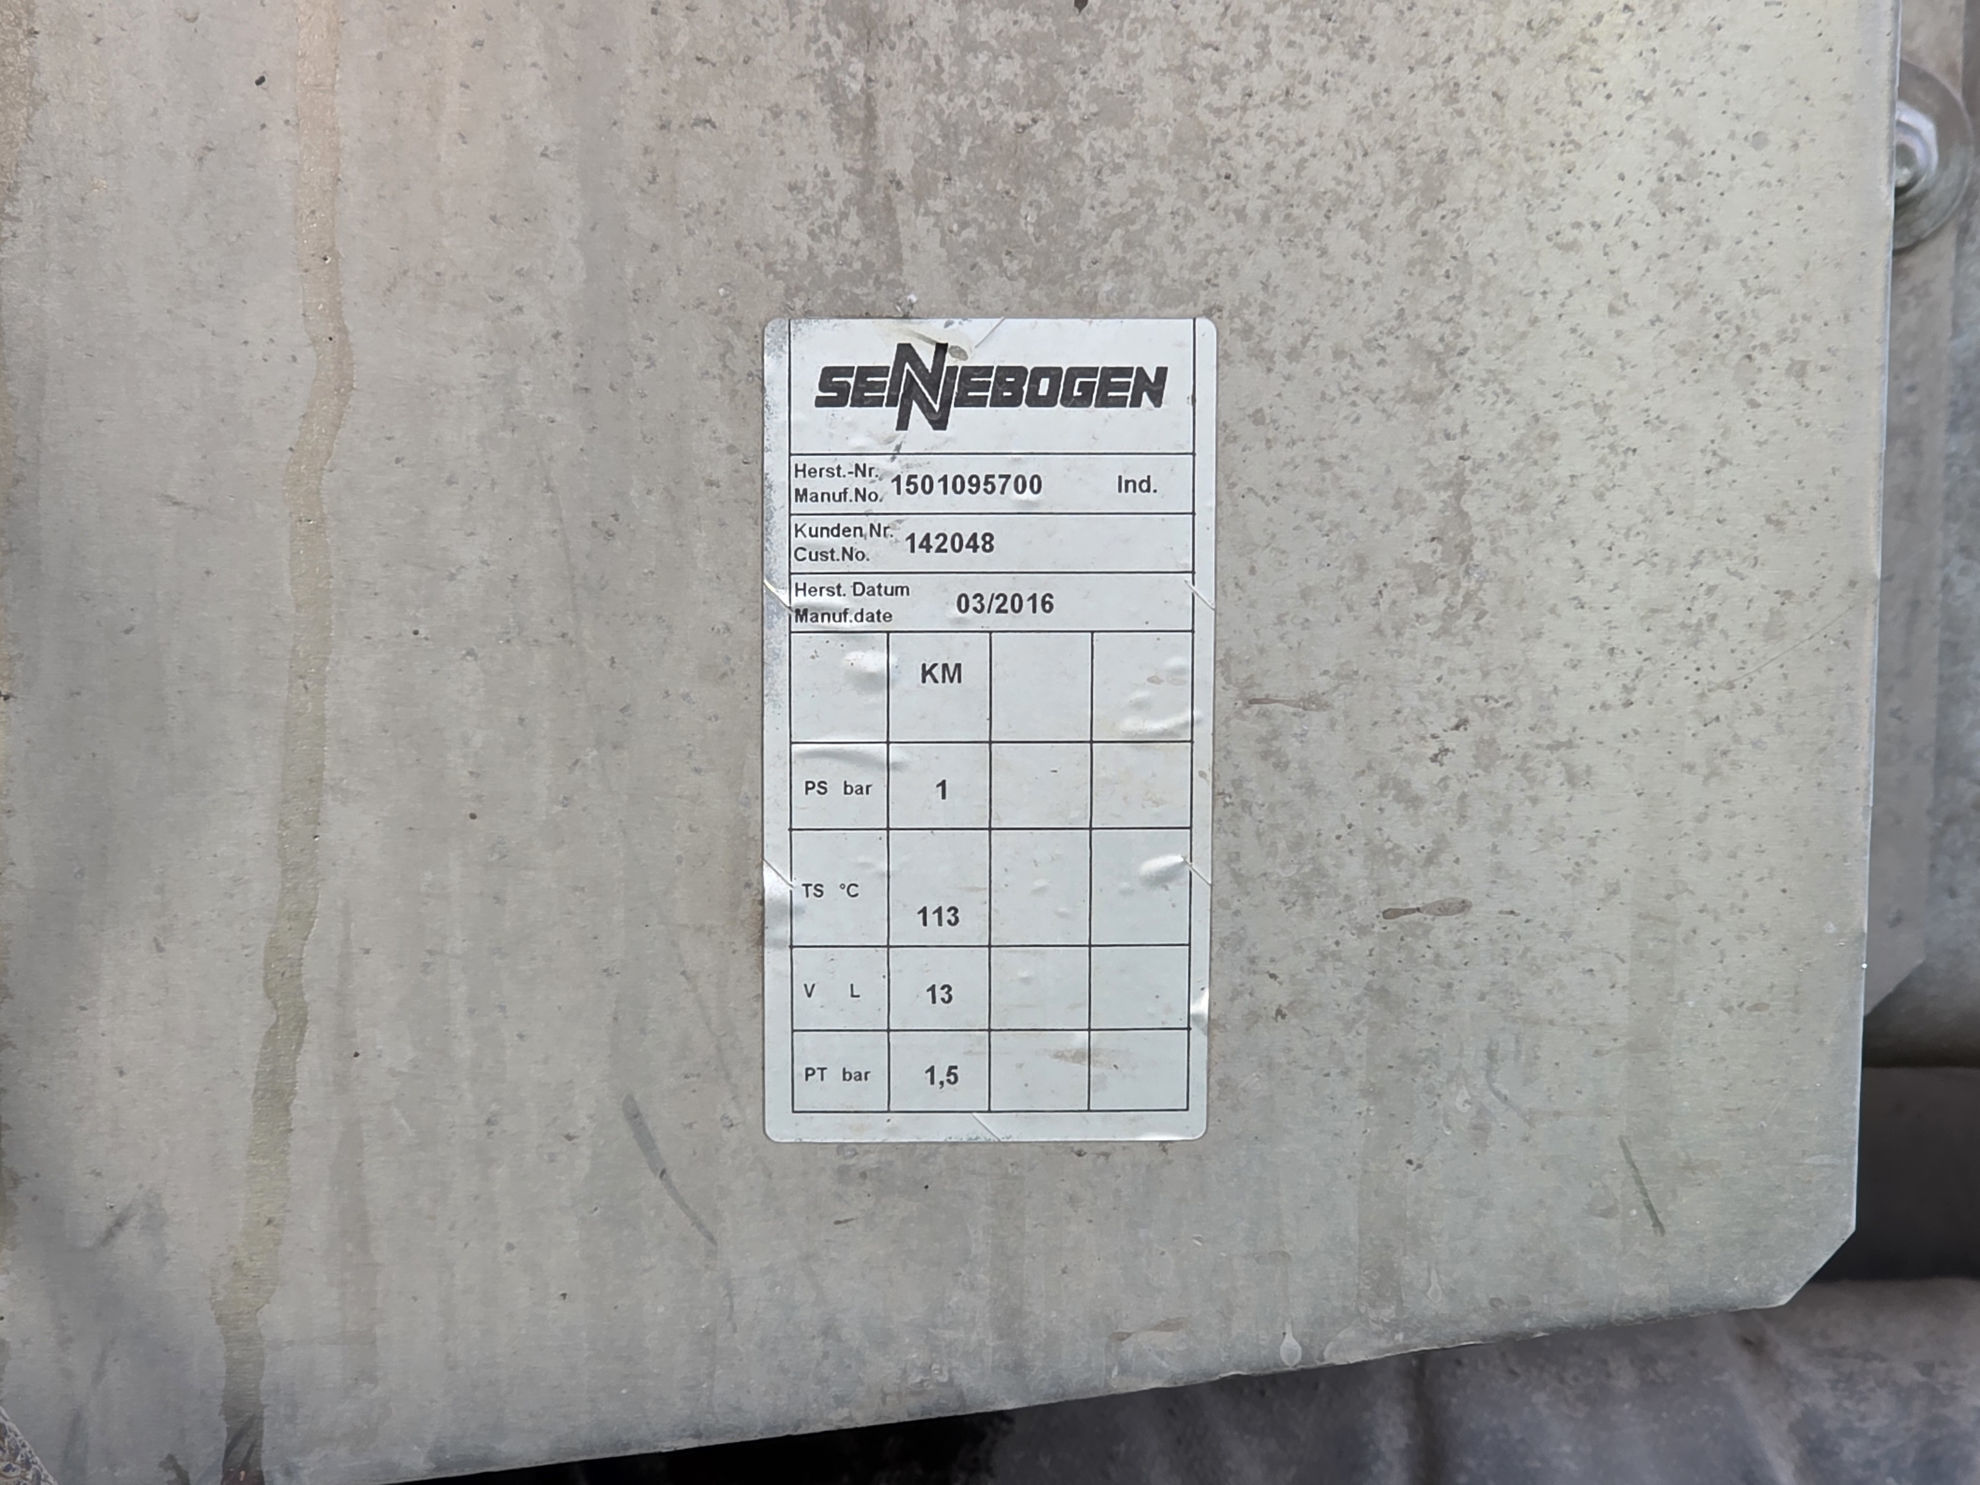 SENNEBOGEN
Herst.-Nr.
Manuf.No. 1501095700 Ind.
Kunden.Nr.
Cust.No. 142048
Herst. Datum
Manuf.date 03/2016
KM
PS bar 1
TS °C 113
V L 13
PT bar 1,5